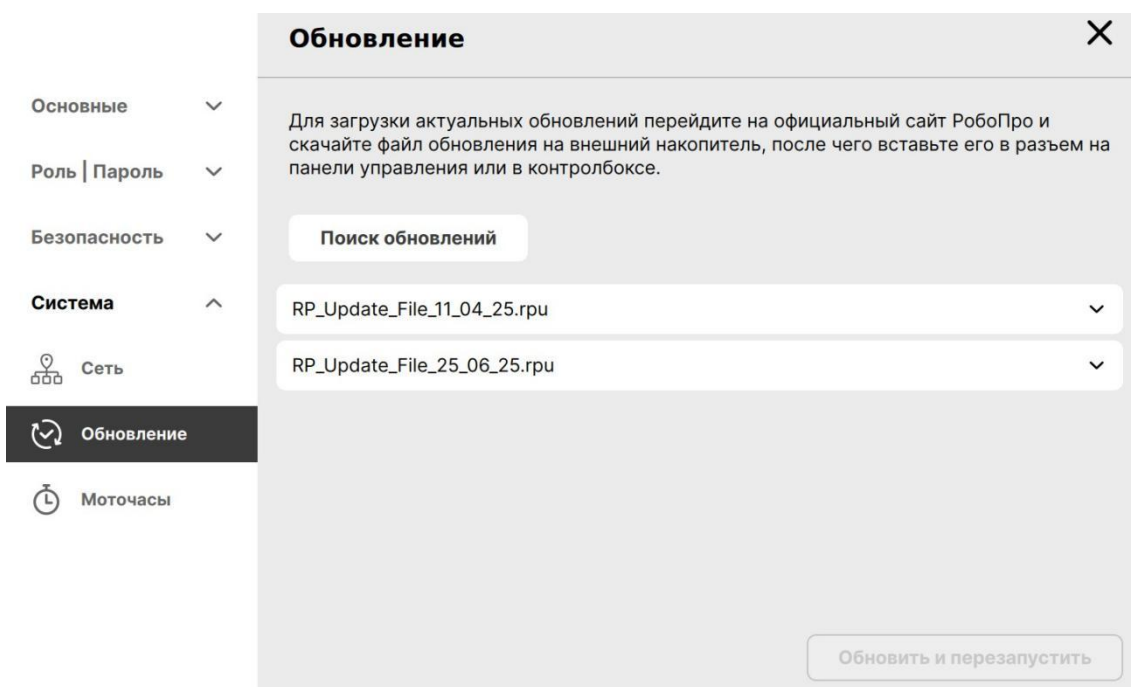 Обновление
Основные
Роль | Пароль
Безопасность
Система
Сеть
Обновление
Моточасы
Для загрузки актуальных обновлений перейдите на официальный сайт РобоПро и
скачайте файл обновления на внешний накопитель, после чего вставьте его в разъем на
панели управления или в контролбоксе.
Поиск обновлений
RP_Update_File_11_04_25.rpu
RP_Update_File_25_06_25.rpu
Обновить и перезапустить